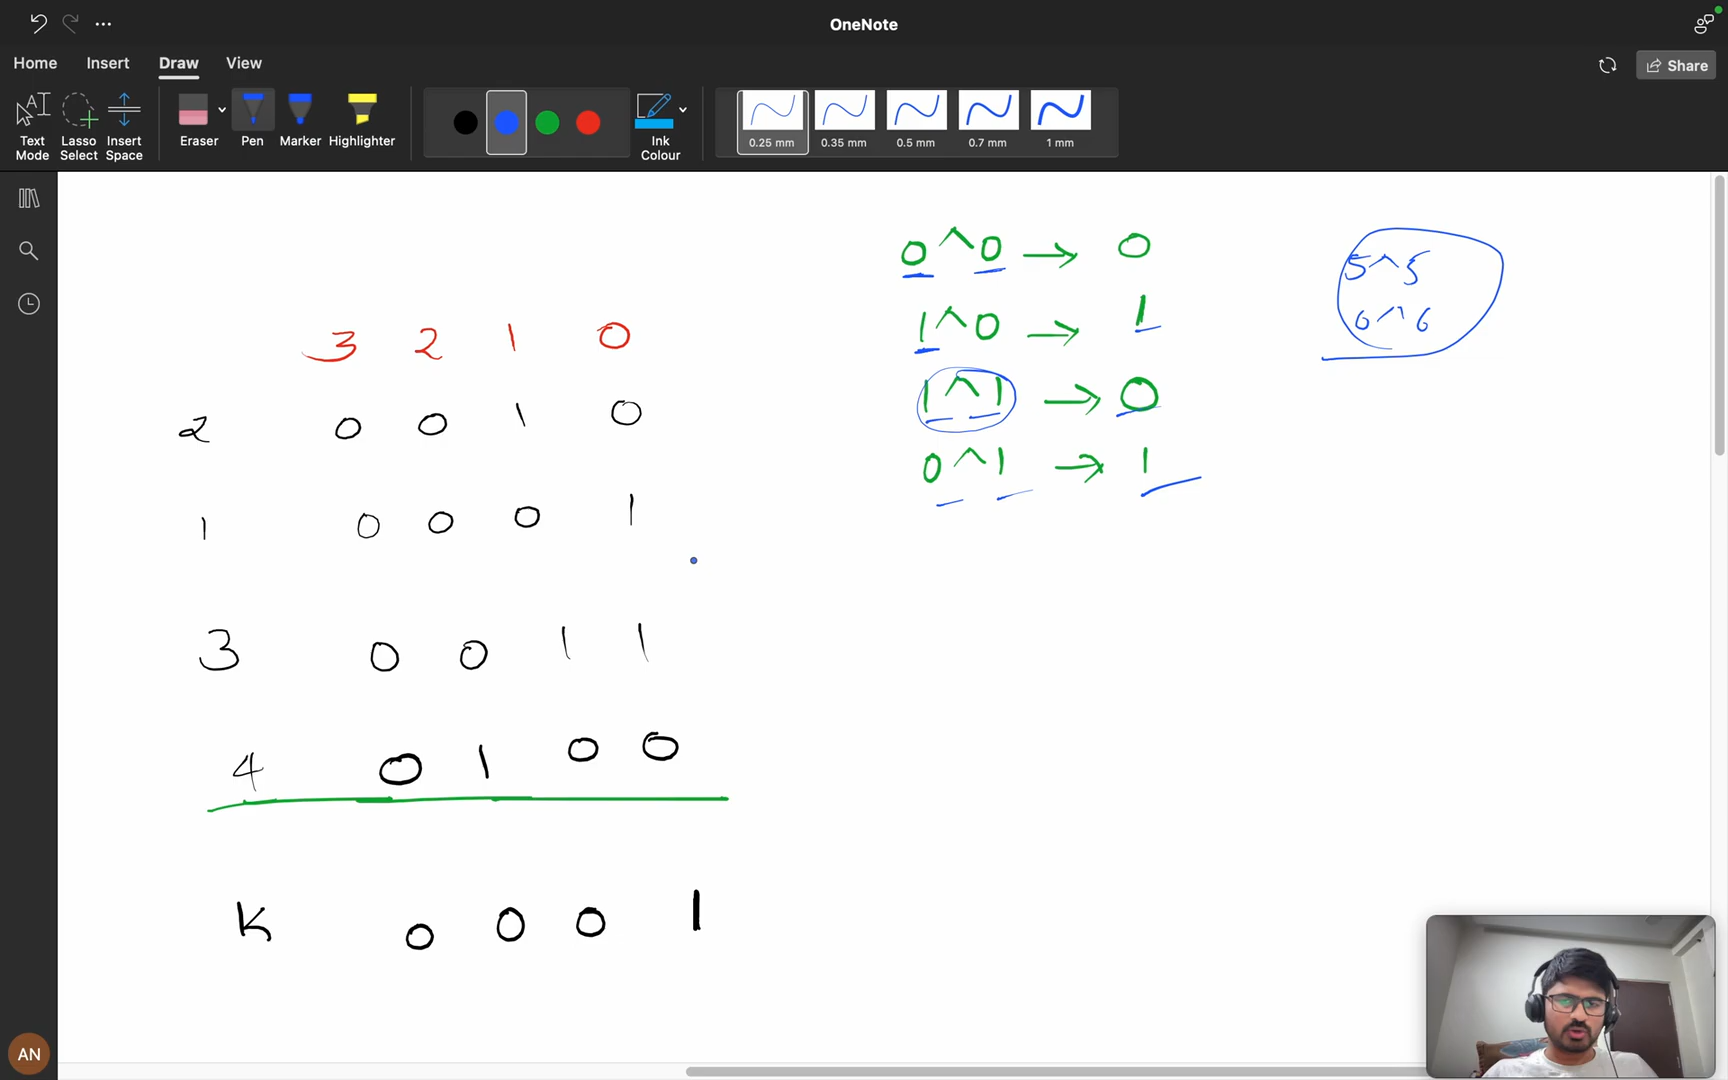 OneNote
Home Insert Draw View
Share
Text Mode
Lasso Select
Insert Space
Eraser
Pen
Marker
Highlighter
Ink Colour
0.25 mm
0.35 mm
0.5 mm
0.7 mm
1 mm
3 2 1 0
2 0 0 1 0
1 0 0 0 1
3 0 0 1 1
4 0 1 0 0
K 0 0 0 1
0 ^ 0 → 0
1 ^ 0 → 1
1 ^ 1 → 0
0 ^ 1 → 1
5 ^ 5
6 ^ 6
AN